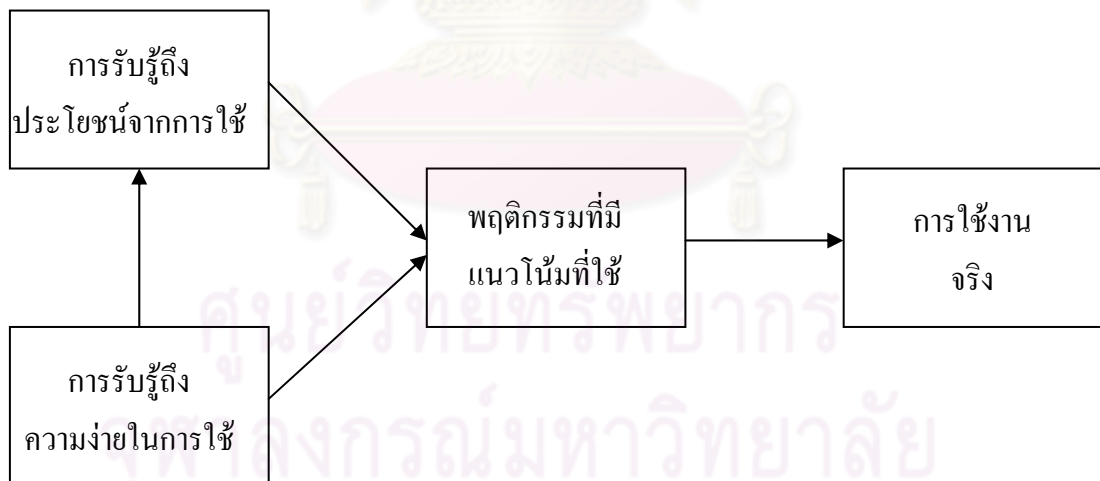 การรับรู้ถึง
ประโยชน์จากการใช้
พฤติกรรมที่มี
แนวโน้มที่ใช้
การใช้งาน
จริง
การรับรู้ถึง
ความง่ายในการใช้
ศูนย์วิทยทรัพยากร
จุฬาลงกรณ์มหาวิทยาลัย